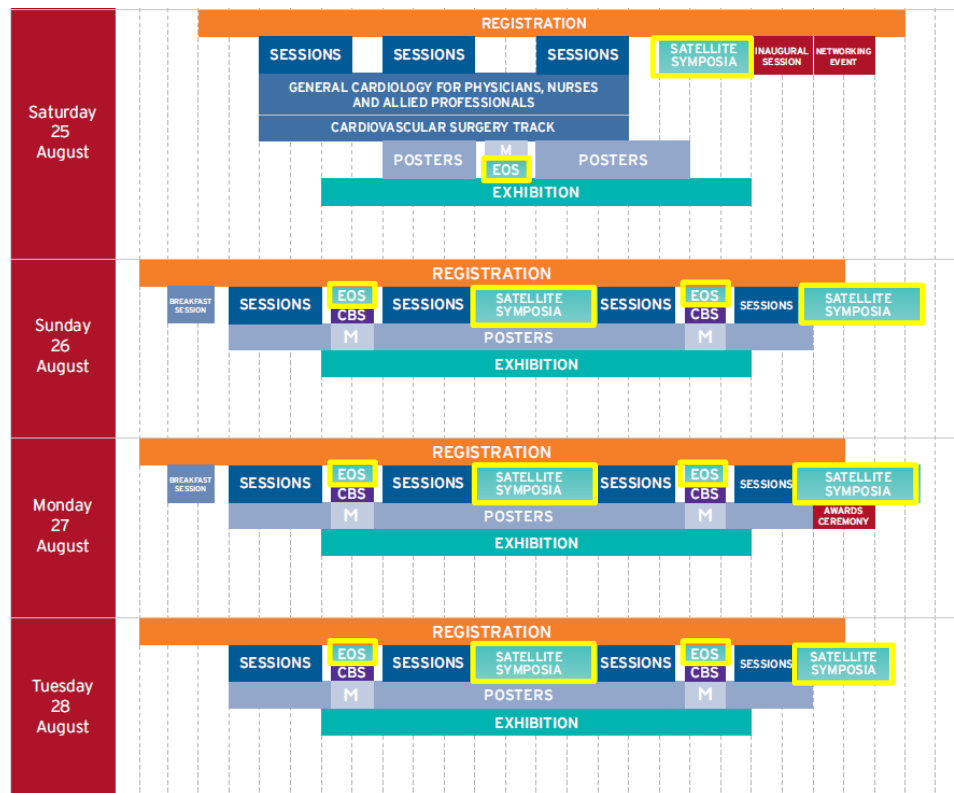 REGISTRATION
SESSIONS SESSIONS SESSIONS SATELLITE SYMPOSIA INAUGURAL SESSION NETWORKING EVENT
GENERAL CARDIOLOGY FOR PHYSICIANS, NURSES
AND ALLIED PROFESSIONALS
CARDIOVASCULAR SURGERY TRACK
Saturday
25
August
POSTERS M POSTERS
EOS
EXHIBITION
REGISTRATION
BREAKFAST SESSION SESSIONS EOS SESSIONS SATELLITE SYMPOSIA SESSIONS EOS SESSIONS SATELLITE SYMPOSIA
CBS CBS
Sunday
26
August
M POSTERS M
EXHIBITION
REGISTRATION
BREAKFAST SESSION SESSIONS EOS SESSIONS SATELLITE SYMPOSIA SESSIONS EOS SESSIONS SATELLITE SYMPOSIA
CBS CBS
Monday
27
August
M POSTERS M AWARDS CEREMONY
EXHIBITION
REGISTRATION
SESSIONS EOS SESSIONS SATELLITE SYMPOSIA SESSIONS EOS SESSIONS SATELLITE SYMPOSIA
CBS CBS
Tuesday
28
August
M POSTERS M
EXHIBITION